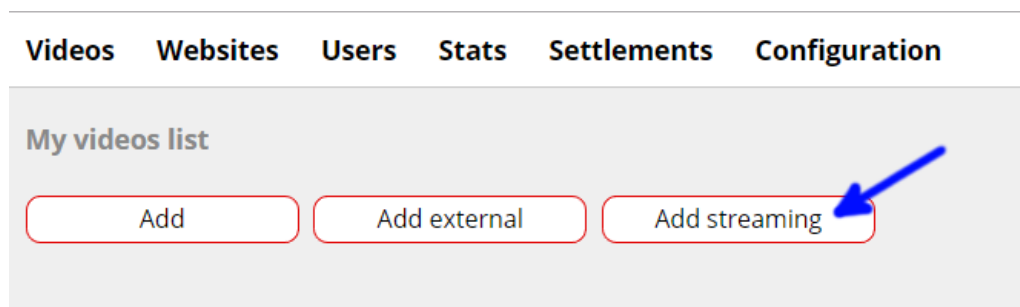 Videos Websites Users Stats Settlements Configuration
My videos list
Add Add external Add streaming